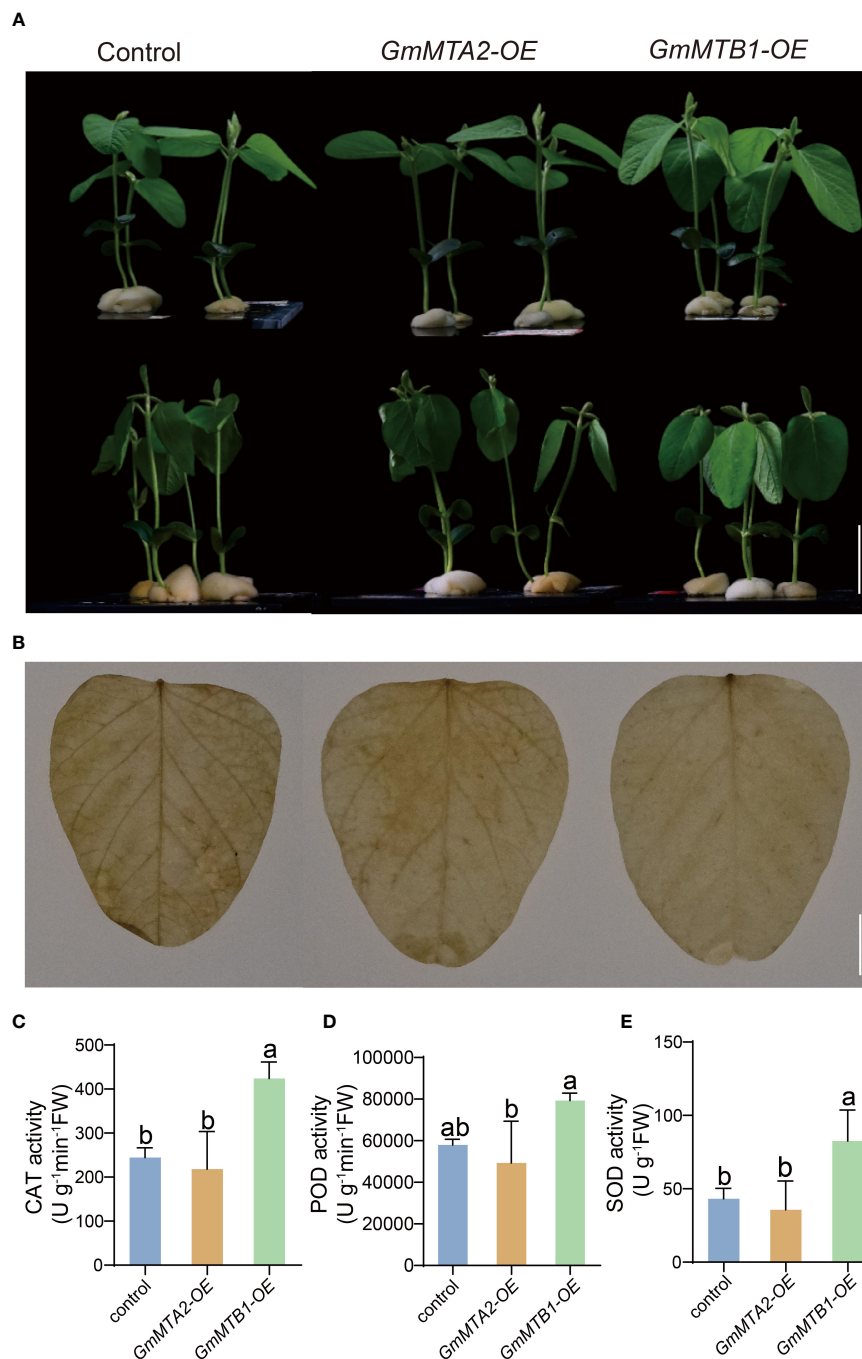 A
Control GmMTA2-OE GmMTB1-OE
B
C
CAT activity
(U g⁻¹min⁻¹FW)
500
400
300
200
100
0
b
b
a
control
GmMTA2-OE
GmMTB1-OE
D
POD activity
(U g⁻¹min⁻¹FW)
100000
80000
60000
40000
20000
0
ab
b
a
control
GmMTA2-OE
GmMTB1-OE
E
SOD activity
(U g⁻¹FW)
150
100
50
0
b
b
a
control
GmMTA2-OE
GmMTB1-OE